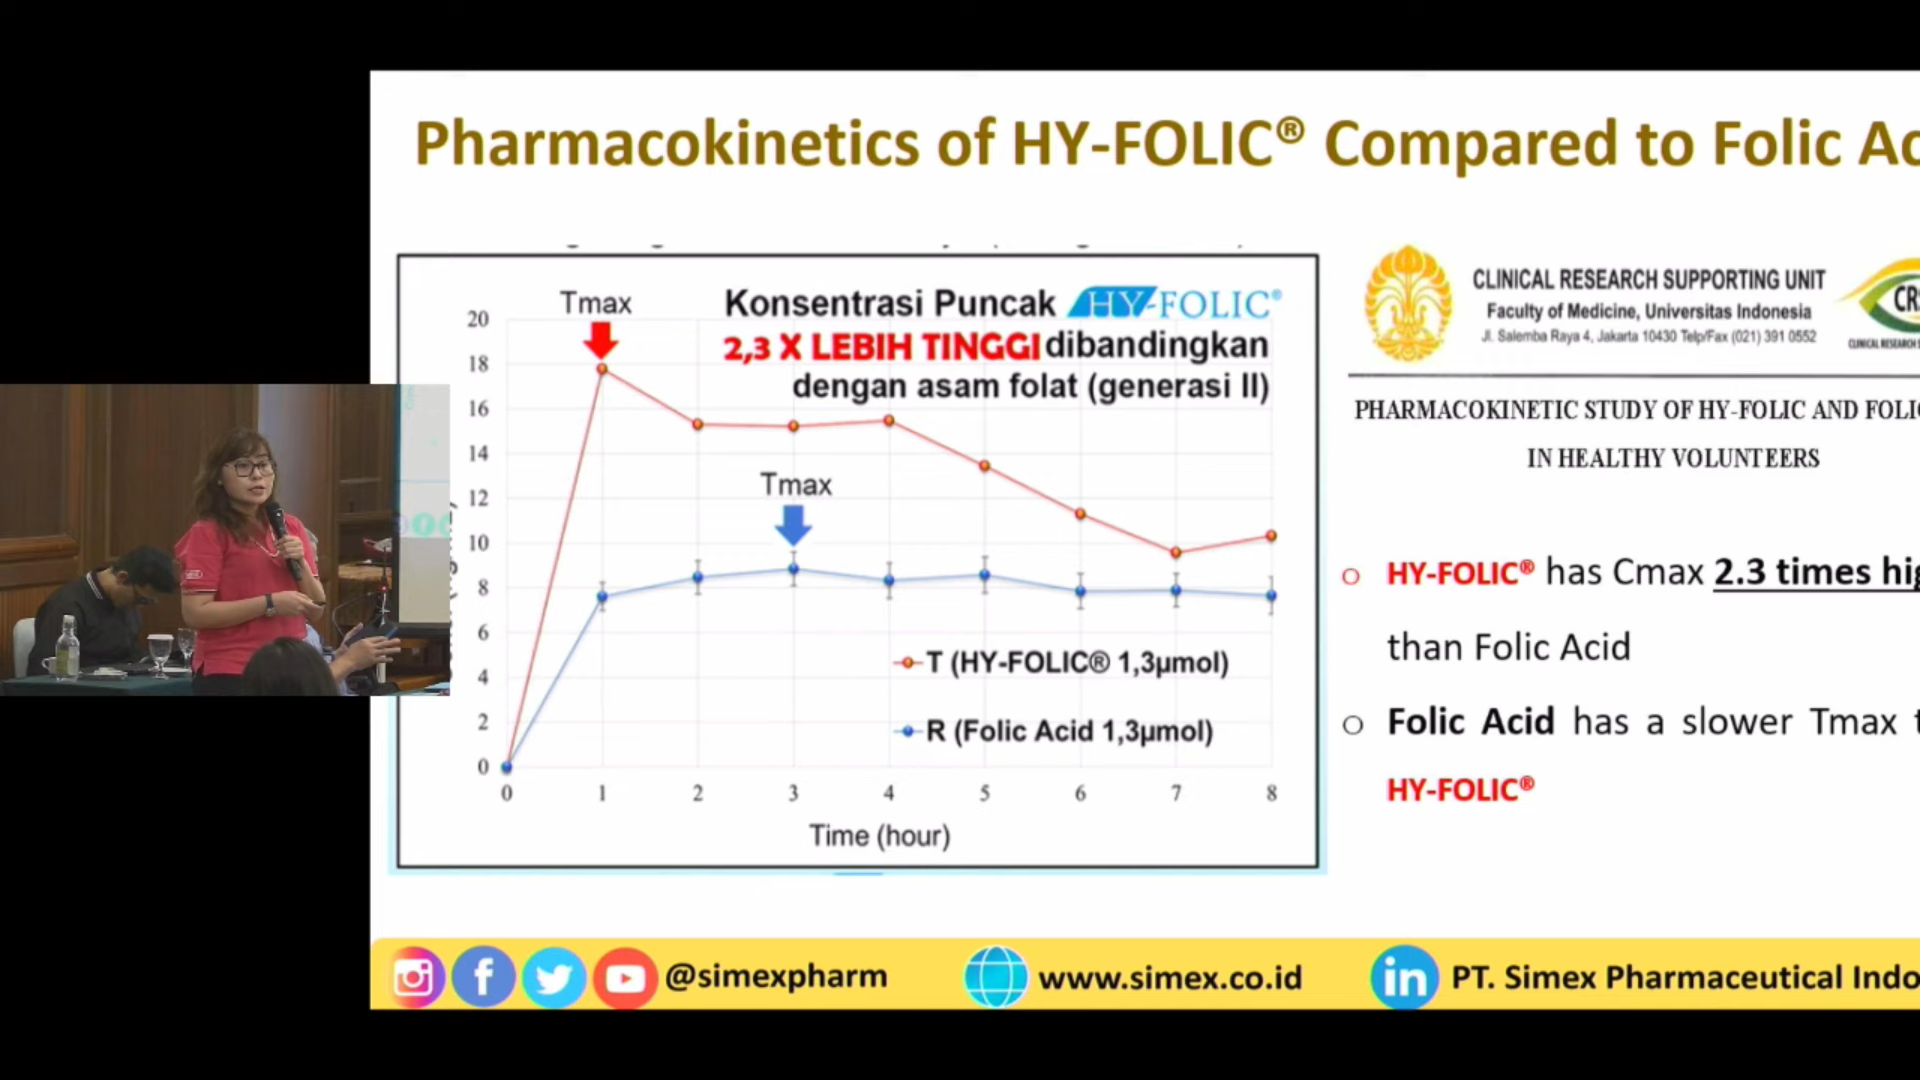 Pharmacokinetics of HY-FOLIC® Compared to Folic Ac
Tmax
Konsentrasi Puncak HY-FOLIC®
2,3 X LEBIH TINGGI dibandingkan
dengan asam folat (generasi II)
20
18
16
14
12
10
8
6
4
2
0
Tmax
T (HY-FOLIC® 1,3µmol)
R (Folic Acid 1,3µmol)
0 1 2 3 4 5 6 7 8
Time (hour)
CLINICAL RESEARCH SUPPORTING UNIT
Faculty of Medicine, Universitas Indonesia
Jl. Salemba Raya 4, Jakarta 10430 Telp/Fax (021) 391 0552
PHARMACOKINETIC STUDY OF HY-FOLIC AND FOLIC
IN HEALTHY VOLUNTEERS
HY-FOLIC® has Cmax 2.3 times hig
than Folic Acid
Folic Acid has a slower Tmax t
HY-FOLIC®
@simexpharm
www.simex.co.id
PT. Simex Pharmaceutical Indo